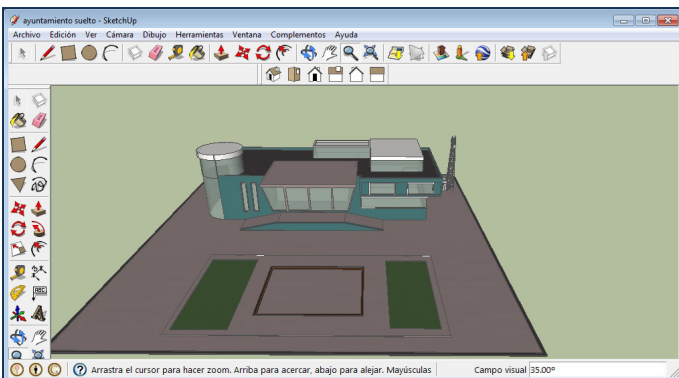 ayuntamiento suelto - SketchUp
Archivo Edición Ver Cámara Dibujo Herramientas Ventana Complementos Ayuda
ABC
Arrastra el cursor para hacer zoom. Arriba para acercar, abajo para alejar. Mayúsculas Campo visual 35.00º